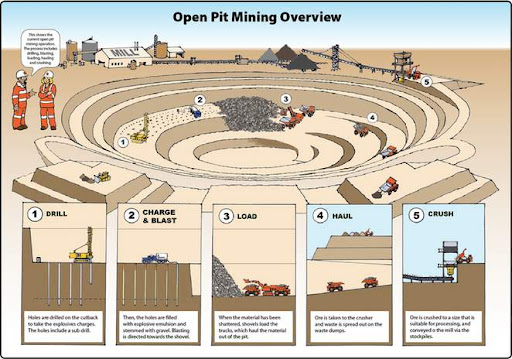 Open Pit Mining Overview
This shows the
current open pit
mining operation.
The process includes
drilling, blasting,
loading, hauling
and crushing.
MILL
1
2
3
4
5
1 DRILL
Holes are drilled on the cutback
to take the explosives charges.
The holes include a sub drill.
2 CHARGE
& BLAST
Then, the holes are filled
with explosive emulsion and
stemmed with gravel. Blasting
is directed towards the shovel.
3 LOAD
When the material has been
shattered, shovels load the
trucks, which haul the material
out of the pit.
4 HAUL
Ore is taken to the crusher
and waste is spread out on the
waste dumps.
5 CRUSH
Ore is crushed to a size that is
suitable for processing, and
conveyed o the mill via the
stockpiles.